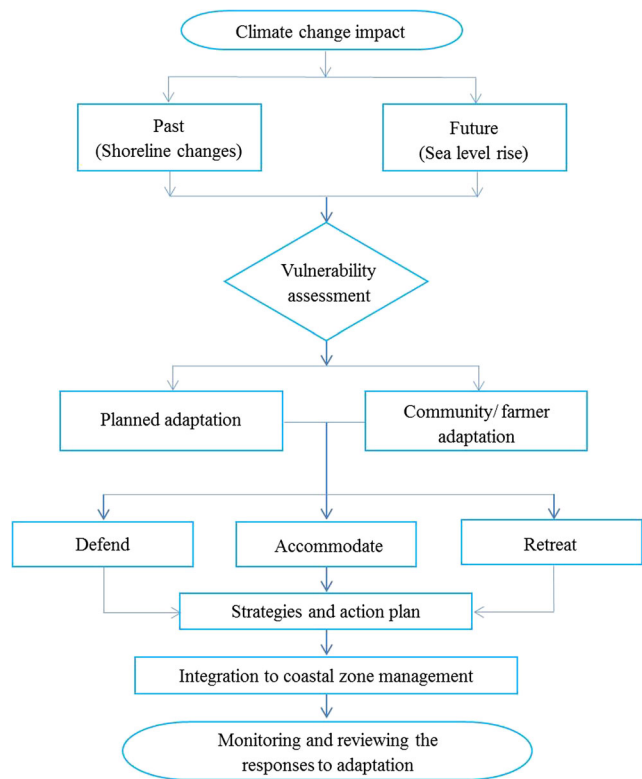 Climate change impact
Past
(Shoreline changes)
Future
(Sea level rise)
Vulnerability
assessment
Planned adaptation
Community/ farmer
adaptation
Defend
Accommodate
Retreat
Strategies and action plan
Integration to coastal zone management
Monitoring and reviewing the
responses to adaptation